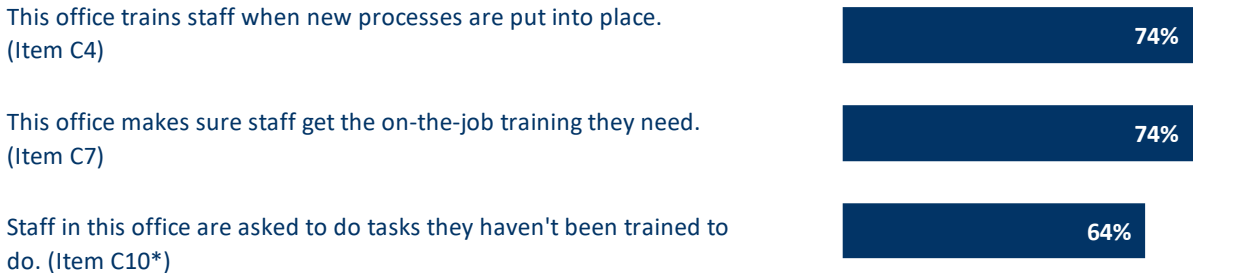 This office trains staff when new processes are put into place.
(Item C4)
74%
This office makes sure staff get the on-the-job training they need.
(Item C7)
74%
Staff in this office are asked to do tasks they haven't been trained to
do. (Item C10*)
64%